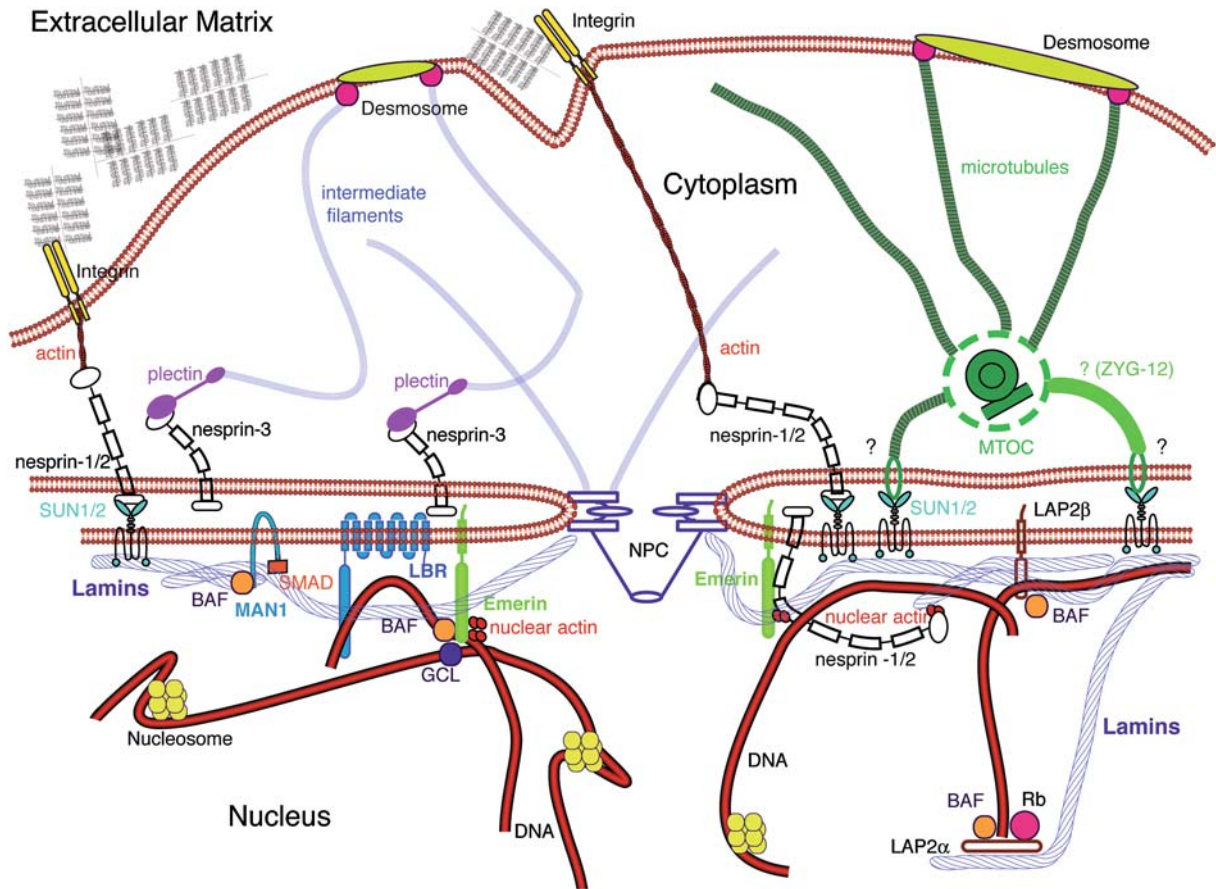 Extracellular Matrix
Integrin
Desmosome
Desmosome
intermediate
filaments
Cytoplasm
microtubules
Integrin
actin
plectin
plectin
actin
? (ZYG-12)
nesprin-3
nesprin-3
nesprin-1/2
MTOC
nesprin-1/2
?
?
SUN1/2
SUN1/2
LAP2β
NPC
LBR
Lamins
SMAD
BAF
MAN1
Emerin
Emerin
BAF
nuclear actin
nuclear actin
BAF
GCL
nesprin -1/2
Nucleosome
Lamins
DNA
Nucleus
DNA
BAF
Rb
LAP2α